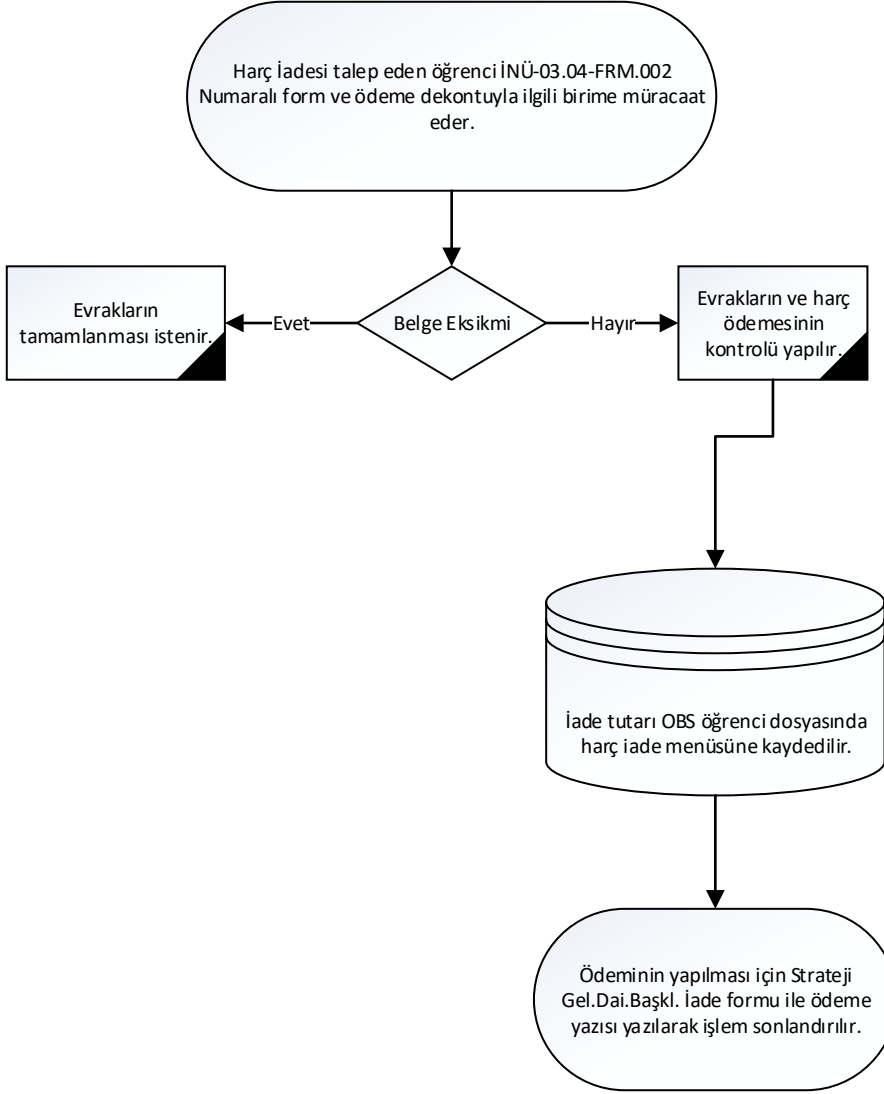 Harç İadesi talep eden öğrenci İNÜ-03.04-FRM.002
Numaralı form ve ödeme dekontuyla ilgili birime müracaat
eder.
Evrakların
tamamlanması istenir.
Evet
Belge Eksikmi
Hayır
Evrakların ve harç
ödemesinin
kontrolü yapılır.
İade tutarı OBS öğrenci dosyasında
harç iade menüsüne kaydedilir.
Ödeminin yapılması için Strateji
Gel.Dai.Başkl. İade formu ile ödeme
yazısı yazılarak işlem sonlandırılır.